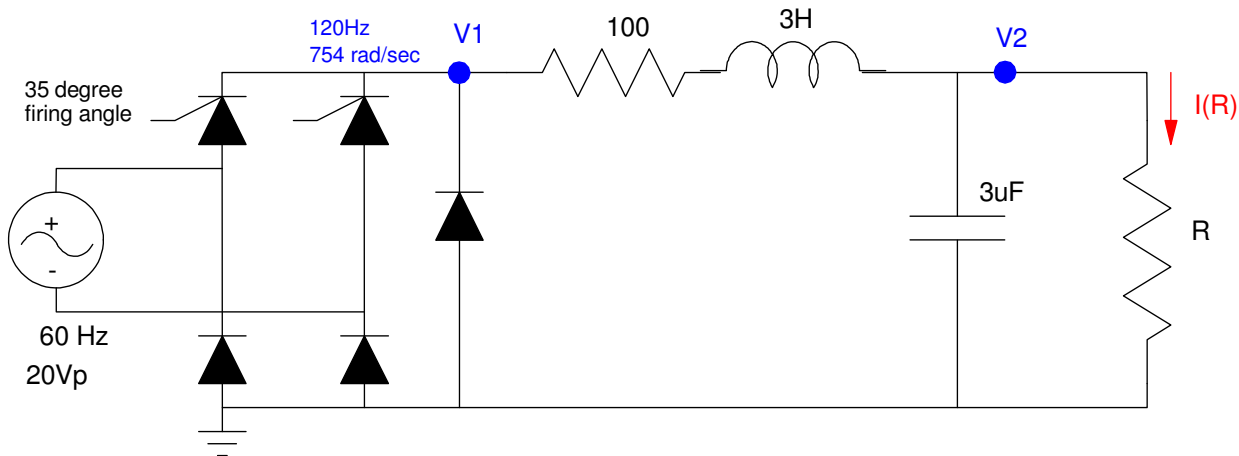 120Hz
754 rad/sec
V1
100
3H
V2
35 degree
firing angle
I(R)
3uF
R
+
-
60 Hz
20Vp